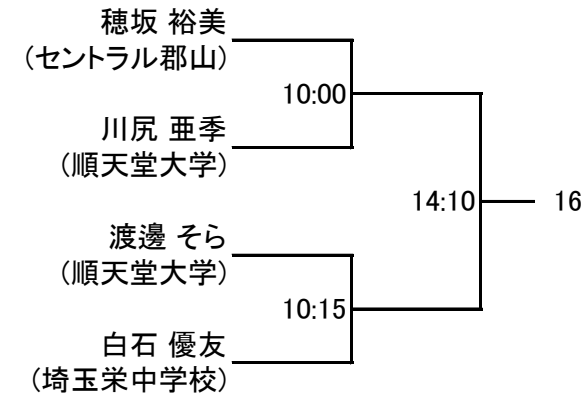 穂坂 裕美
(セントラル郡山)
10:00
川尻 亜季
(順天堂大学)
14:10
16
渡邊 そら
(順天堂大学)
10:15
白石 優友
(埼玉栄中学校)